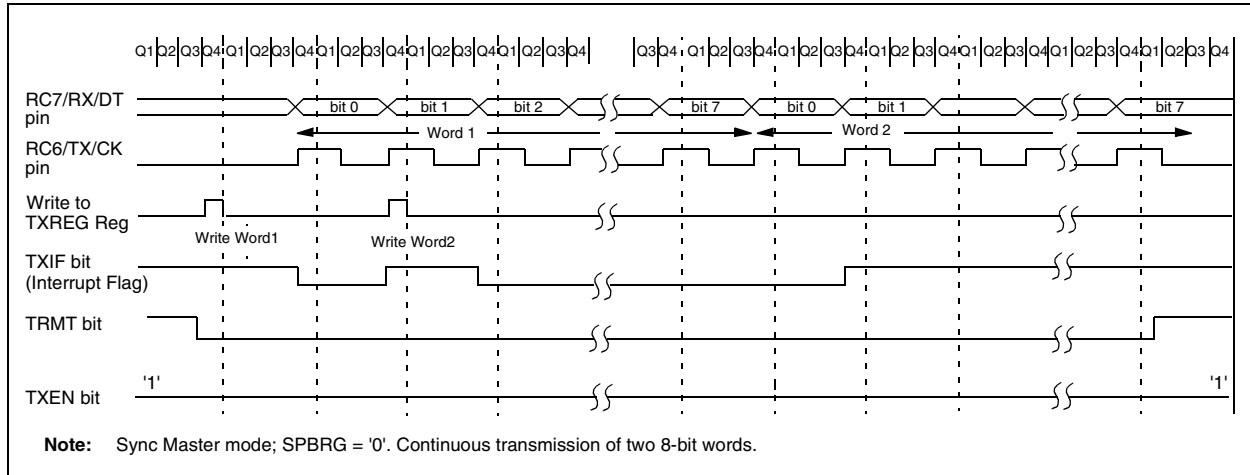 Q1 Q2 Q3 Q4 Q1 Q2 Q3 Q4 Q1 Q2 Q3 Q4 Q1 Q2 Q3 Q4 Q1 Q2 Q3 Q4 Q3 Q4 Q1 Q2 Q3 Q4 Q1 Q2 Q3 Q4 Q1 Q2 Q3 Q4 Q1 Q2 Q3 Q4 Q1 Q2 Q3 Q4 Q1 Q2 Q3 Q4
RC7/RX/DT
pin
bit 0 bit 1 bit 2 bit 7 bit 0 bit 1 bit 7
Word 1 Word 2
RC6/TX/CK
pin
Write to
TXREG Reg
Write Word1 Write Word2
TXIF bit
(Interrupt Flag)
TRMT bit
'1' '1'
TXEN bit
Note: Sync Master mode; SPBRG = '0'. Continuous transmission of two 8-bit words.